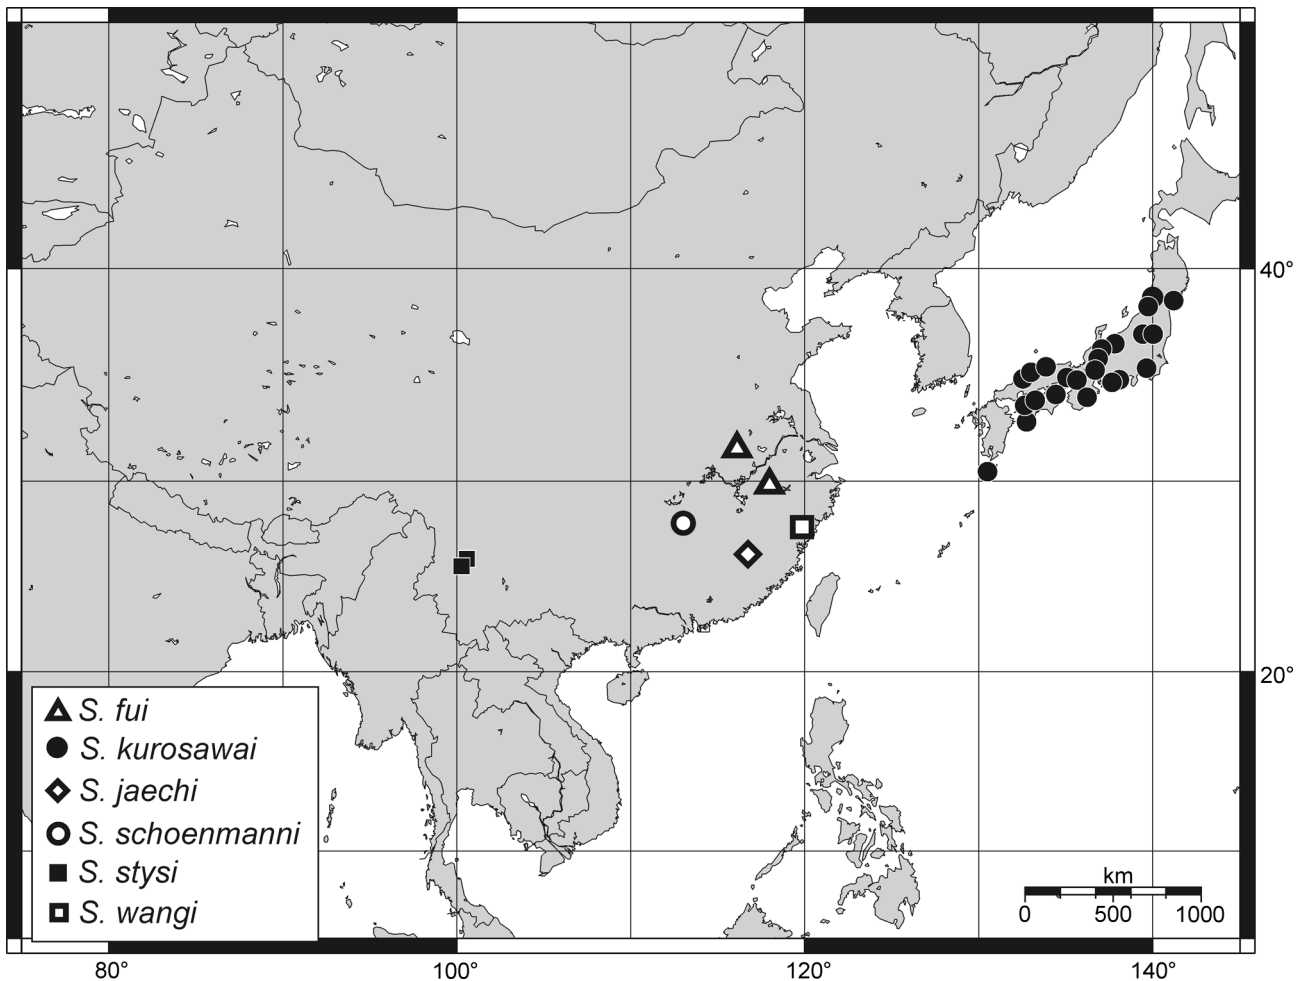 40°
20°
S. fui
S. kurosawai
S. jaechi
S. schoenmanni
S. stysi
S. wangi
km
0 500 1000
80° 100° 120° 140°